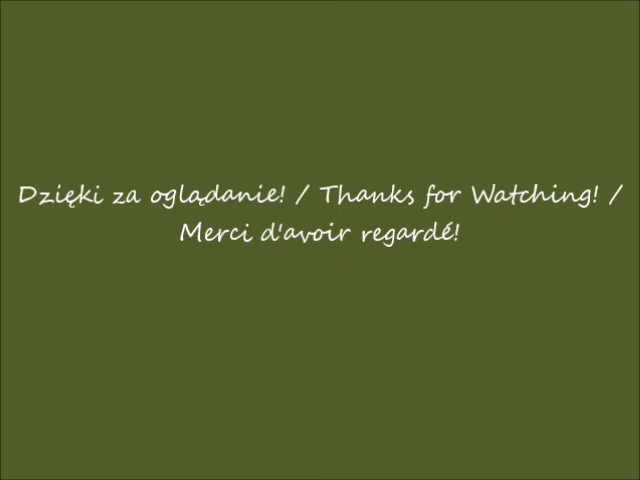 Dzięki za oglądanie! / Thanks for Watching! /
Merci d'avoir regardé!